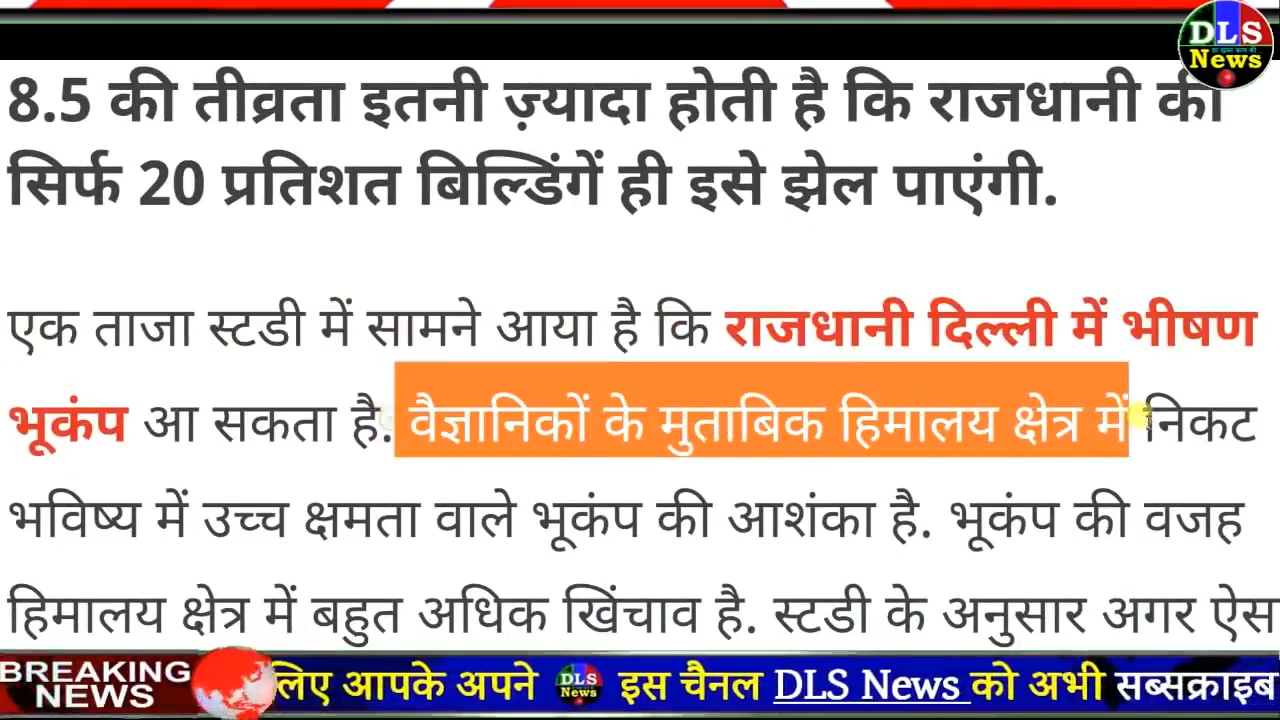 DLS
News
8.5 की तीव्रता इतनी ज़्यादा होती है कि राजधानी की
सिर्फ 20 प्रतिशत बिल्डिंगें ही इसे झेल पाएंगी.
एक ताजा स्टडी में सामने आया है कि राजधानी दिल्ली में भीषण
भूकंप आ सकता है. वैज्ञानिकों के मुताबिक हिमालय क्षेत्र में निकट
भविष्य में उच्च क्षमता वाले भूकंप की आशंका है. भूकंप की वजह
हिमालय क्षेत्र में बहुत अधिक खिंचाव है. स्टडी के अनुसार अगर ऐस
BREAKING
NEWS
लिए आपके अपने DLS News इस चैनल DLS News को अभी सब्सक्राइब